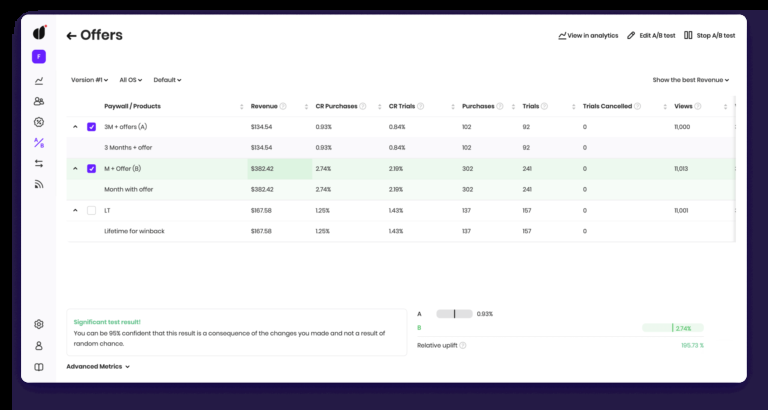 ← Offers
View in analytics Edit A/B test Stop A/B test
F
Version #1 All OS Default Show the best Revenue
Paywall / Products Revenue CR Purchases CR Trials Purchases Trials Trials Cancelled Views
3M + offers (A) $134.54 0.93% 0.84% 102 92 0 11,000
3 Months + offer $134.54 0.93% 0.84% 102 92 0
M + Offer (B) $382.42 2.74% 2.19% 302 241 0 11,013
Month with offer $382.42 2.74% 2.19% 302 241 0
LT $167.58 1.25% 1.43% 137 157 0 11,001
Lifetime for winback $167.58 1.25% 1.43% 137 157 0
A/B
Significant test result!
You can be 95% confident that this result is a consequence of the changes you made and not a result of
random chance.
A 0.93%
B 2.74%
Relative uplift 195.73 %
Advanced Metrics